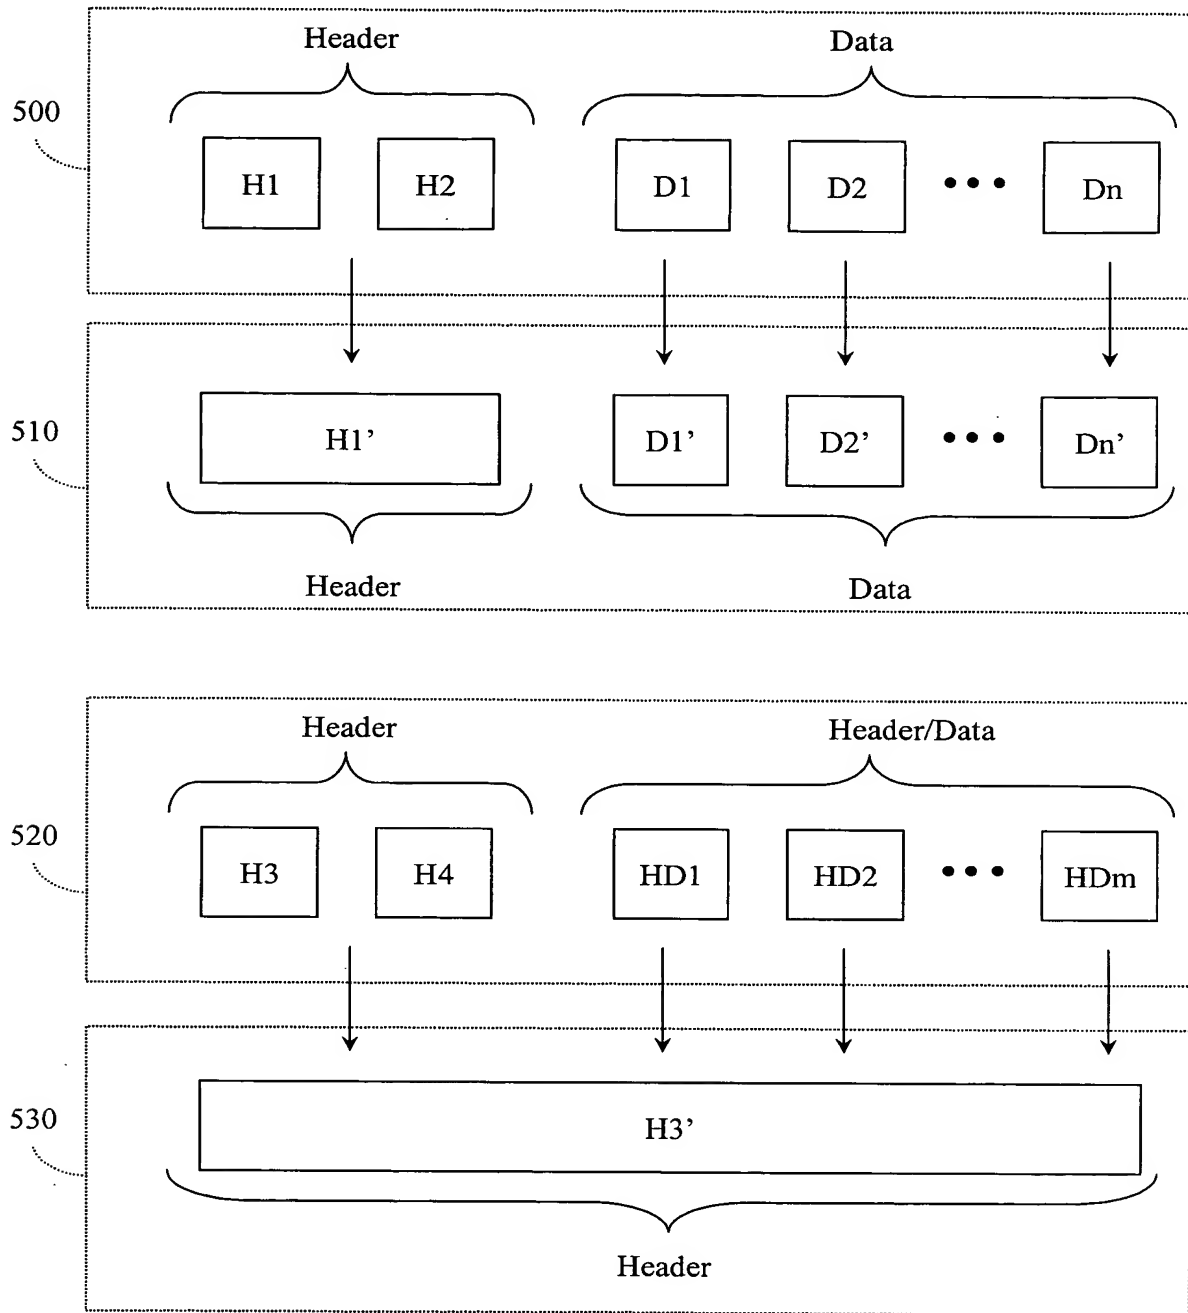 Header Data
500
H1 H2 D1 D2 ••• Dn
510
H1’ D1’ D2’ ••• Dn’
Header Data
Header Header/Data
520
H3 H4 HD1 HD2 ••• HDm
530
H3’
Header